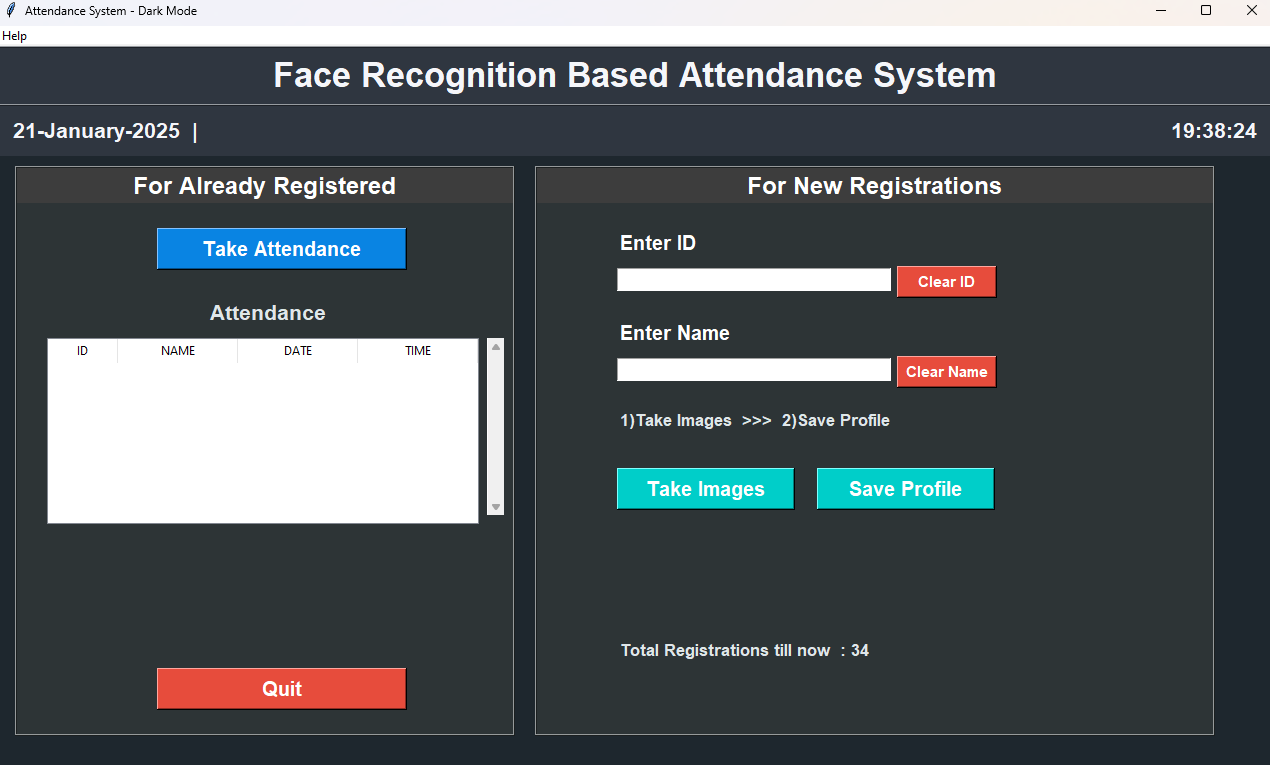 Attendance System - Dark Mode
Help
Face Recognition Based Attendance System
21-January-2025 |
19:38:24
For Already Registered
Take Attendance
Attendance
ID NAME DATE TIME
Quit
For New Registrations
Enter ID
Clear ID
Enter Name
Clear Name
1)Take Images >>> 2)Save Profile
Take Images Save Profile
Total Registrations till now : 34